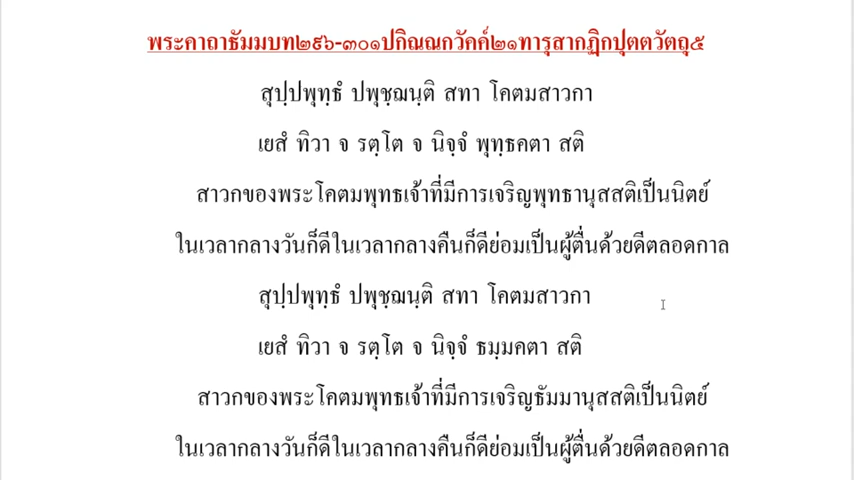 พระคาถาธัมมบท๒๙๖-๓๐๑ปกิณณกวัคค์๒๑ทารุสากฏิกปุตตวัตถุ๕
สุปฺปพุทฺธํ ปพุชฺฌนฺติ สทา โคตมสาวกา
เยสํ ทิวา จ รตฺโต จ นิจฺจํ พุทฺธคตา สติ
สาวกของพระโคตมพุทธเจ้าที่มีการเจริญพุทธานุสสติเป็นนิตย์
ในเวลากลางวันก็ดีในเวลากลางคืนก็ดีย่อมเป็นผู้ตื่นด้วยดีตลอดกาล
สุปฺปพุทฺธํ ปพุชฺฌนฺติ สทา โคตมสาวกา
เยสํ ทิวา จ รตฺโต จ นิจฺจํ ธมฺมคตา สติ
สาวกของพระโคตมพุทธเจ้าที่มีการเจริญธัมมานุสสติเป็นนิตย์
ในเวลากลางวันก็ดีในเวลากลางคืนก็ดีย่อมเป็นผู้ตื่นด้วยดีตลอดกาล